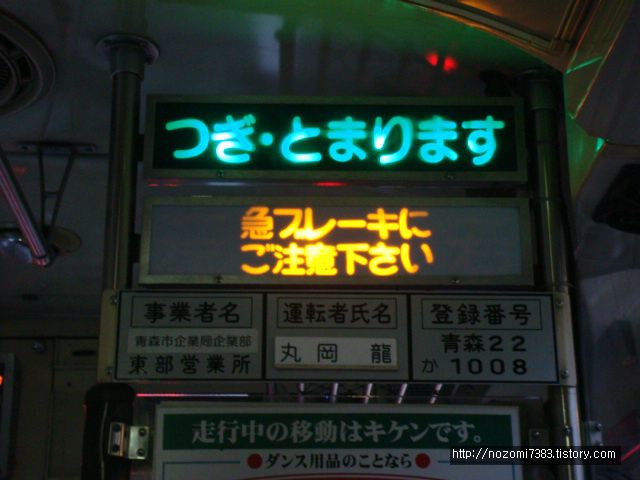 つぎ・とまります
急ブレーキに
ご注意下さい
事業者名
青森市企業局企業部
東部営業所
運転者氏名
丸岡 龍
登録番号
青森22
か1008
走行中の移動はキケンです。
●ダンス用品のことなら●
http://nozomi7383.tistory.com